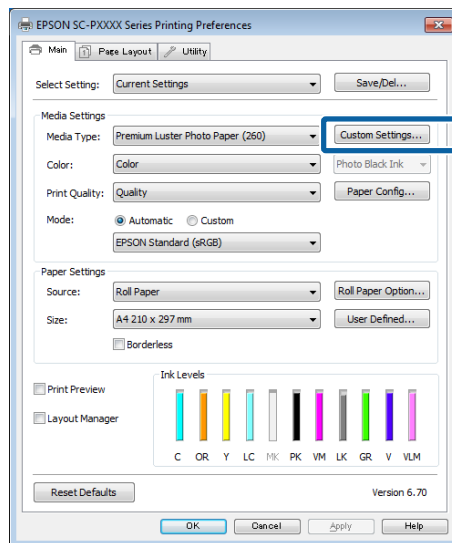 EPSON SC-PXXXX Series Printing Preferences
Main Page Layout Utility
Select Setting: Current Settings Save/Del...
Media Settings
Media Type: Premium Luster Photo Paper (260) Custom Settings...
Color: Color Photo Black Ink
Print Quality: Quality Paper Config...
Mode: Automatic Custom
EPSON Standard (sRGB)
Paper Settings
Source: Roll Paper Roll Paper Option...
Size: A4 210 x 297 mm User Defined...
Borderless
Ink Levels
Print Preview
Layout Manager
C OR Y LC MK PK VM LK GR V VLM
Reset Defaults Version 6.70
OK Cancel Apply Help